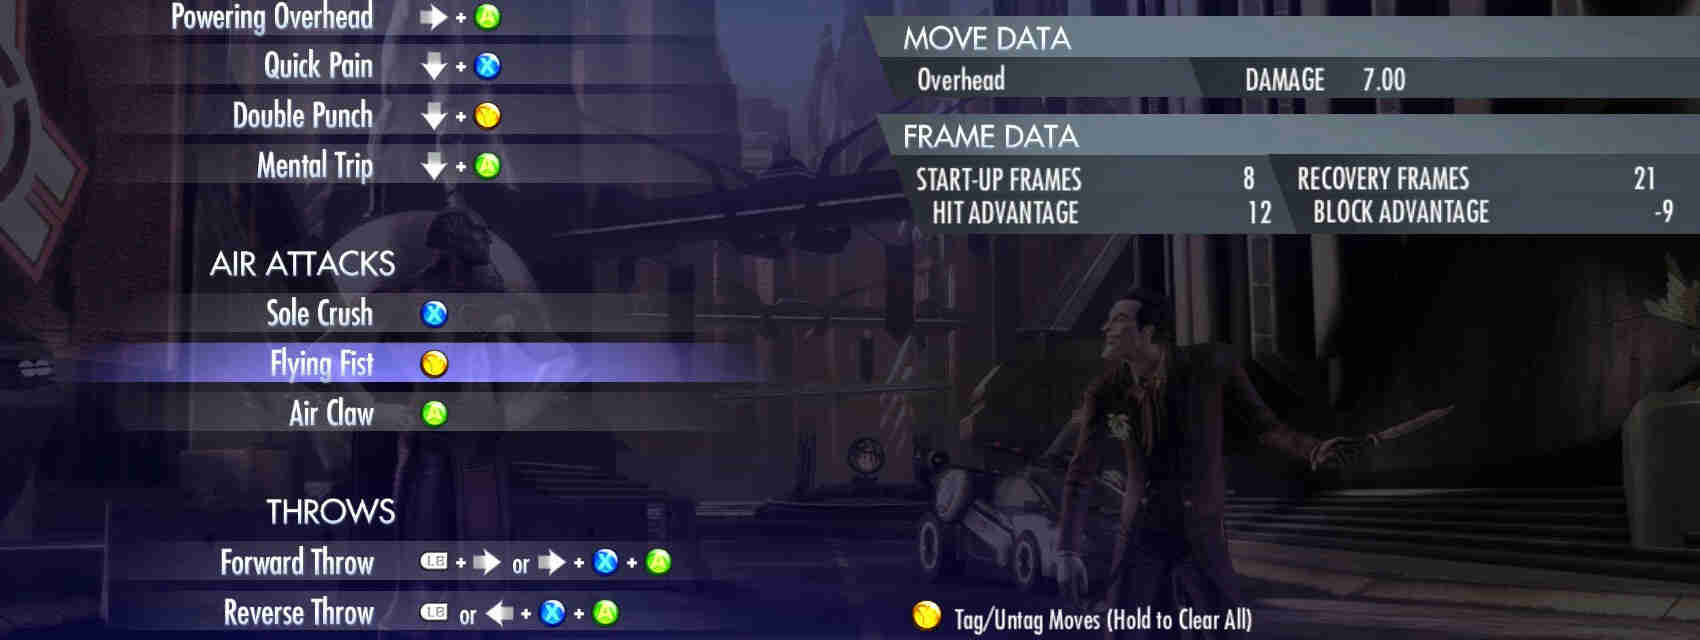 Powering Overhead + A
Quick Pain + X
Double Punch + Y
Mental Trip + A
AIR ATTACKS
Sole Crush X
Flying Fist Y
Air Claw A
THROWS
Forward Throw LB + or + X + A
Reverse Throw LB or + X + A
MOVE DATA
Overhead DAMAGE 7.00
FRAME DATA
START-UP FRAMES 8 RECOVERY FRAMES 21
HIT ADVANTAGE 12 BLOCK ADVANTAGE -9
Y Tag/Untag Moves (Hold to Clear All)